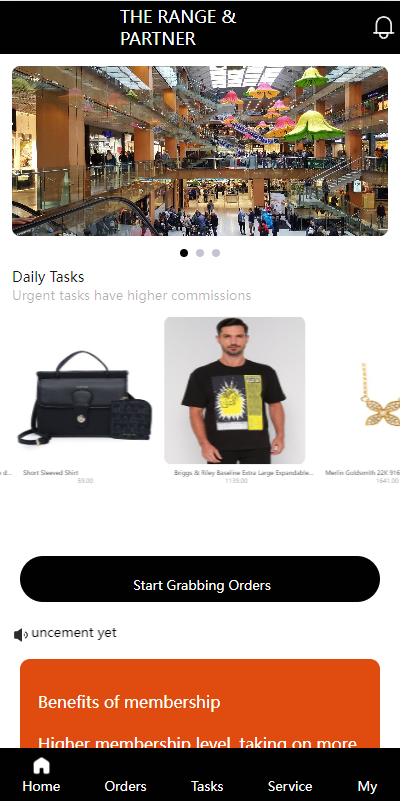 THE RANGE &
PARTNER
Daily Tasks
Urgent tasks have higher commissions
d... Short Sleeved Shirt Briggs & Riley Baseline Extra Large Expandable... Merlin Goldsmith 22K 916
59.00 1139.00 1641.00
Start Grabbing Orders
uncement yet
Benefits of membership
Higher membership level, taking on more
Home Orders Tasks Service My